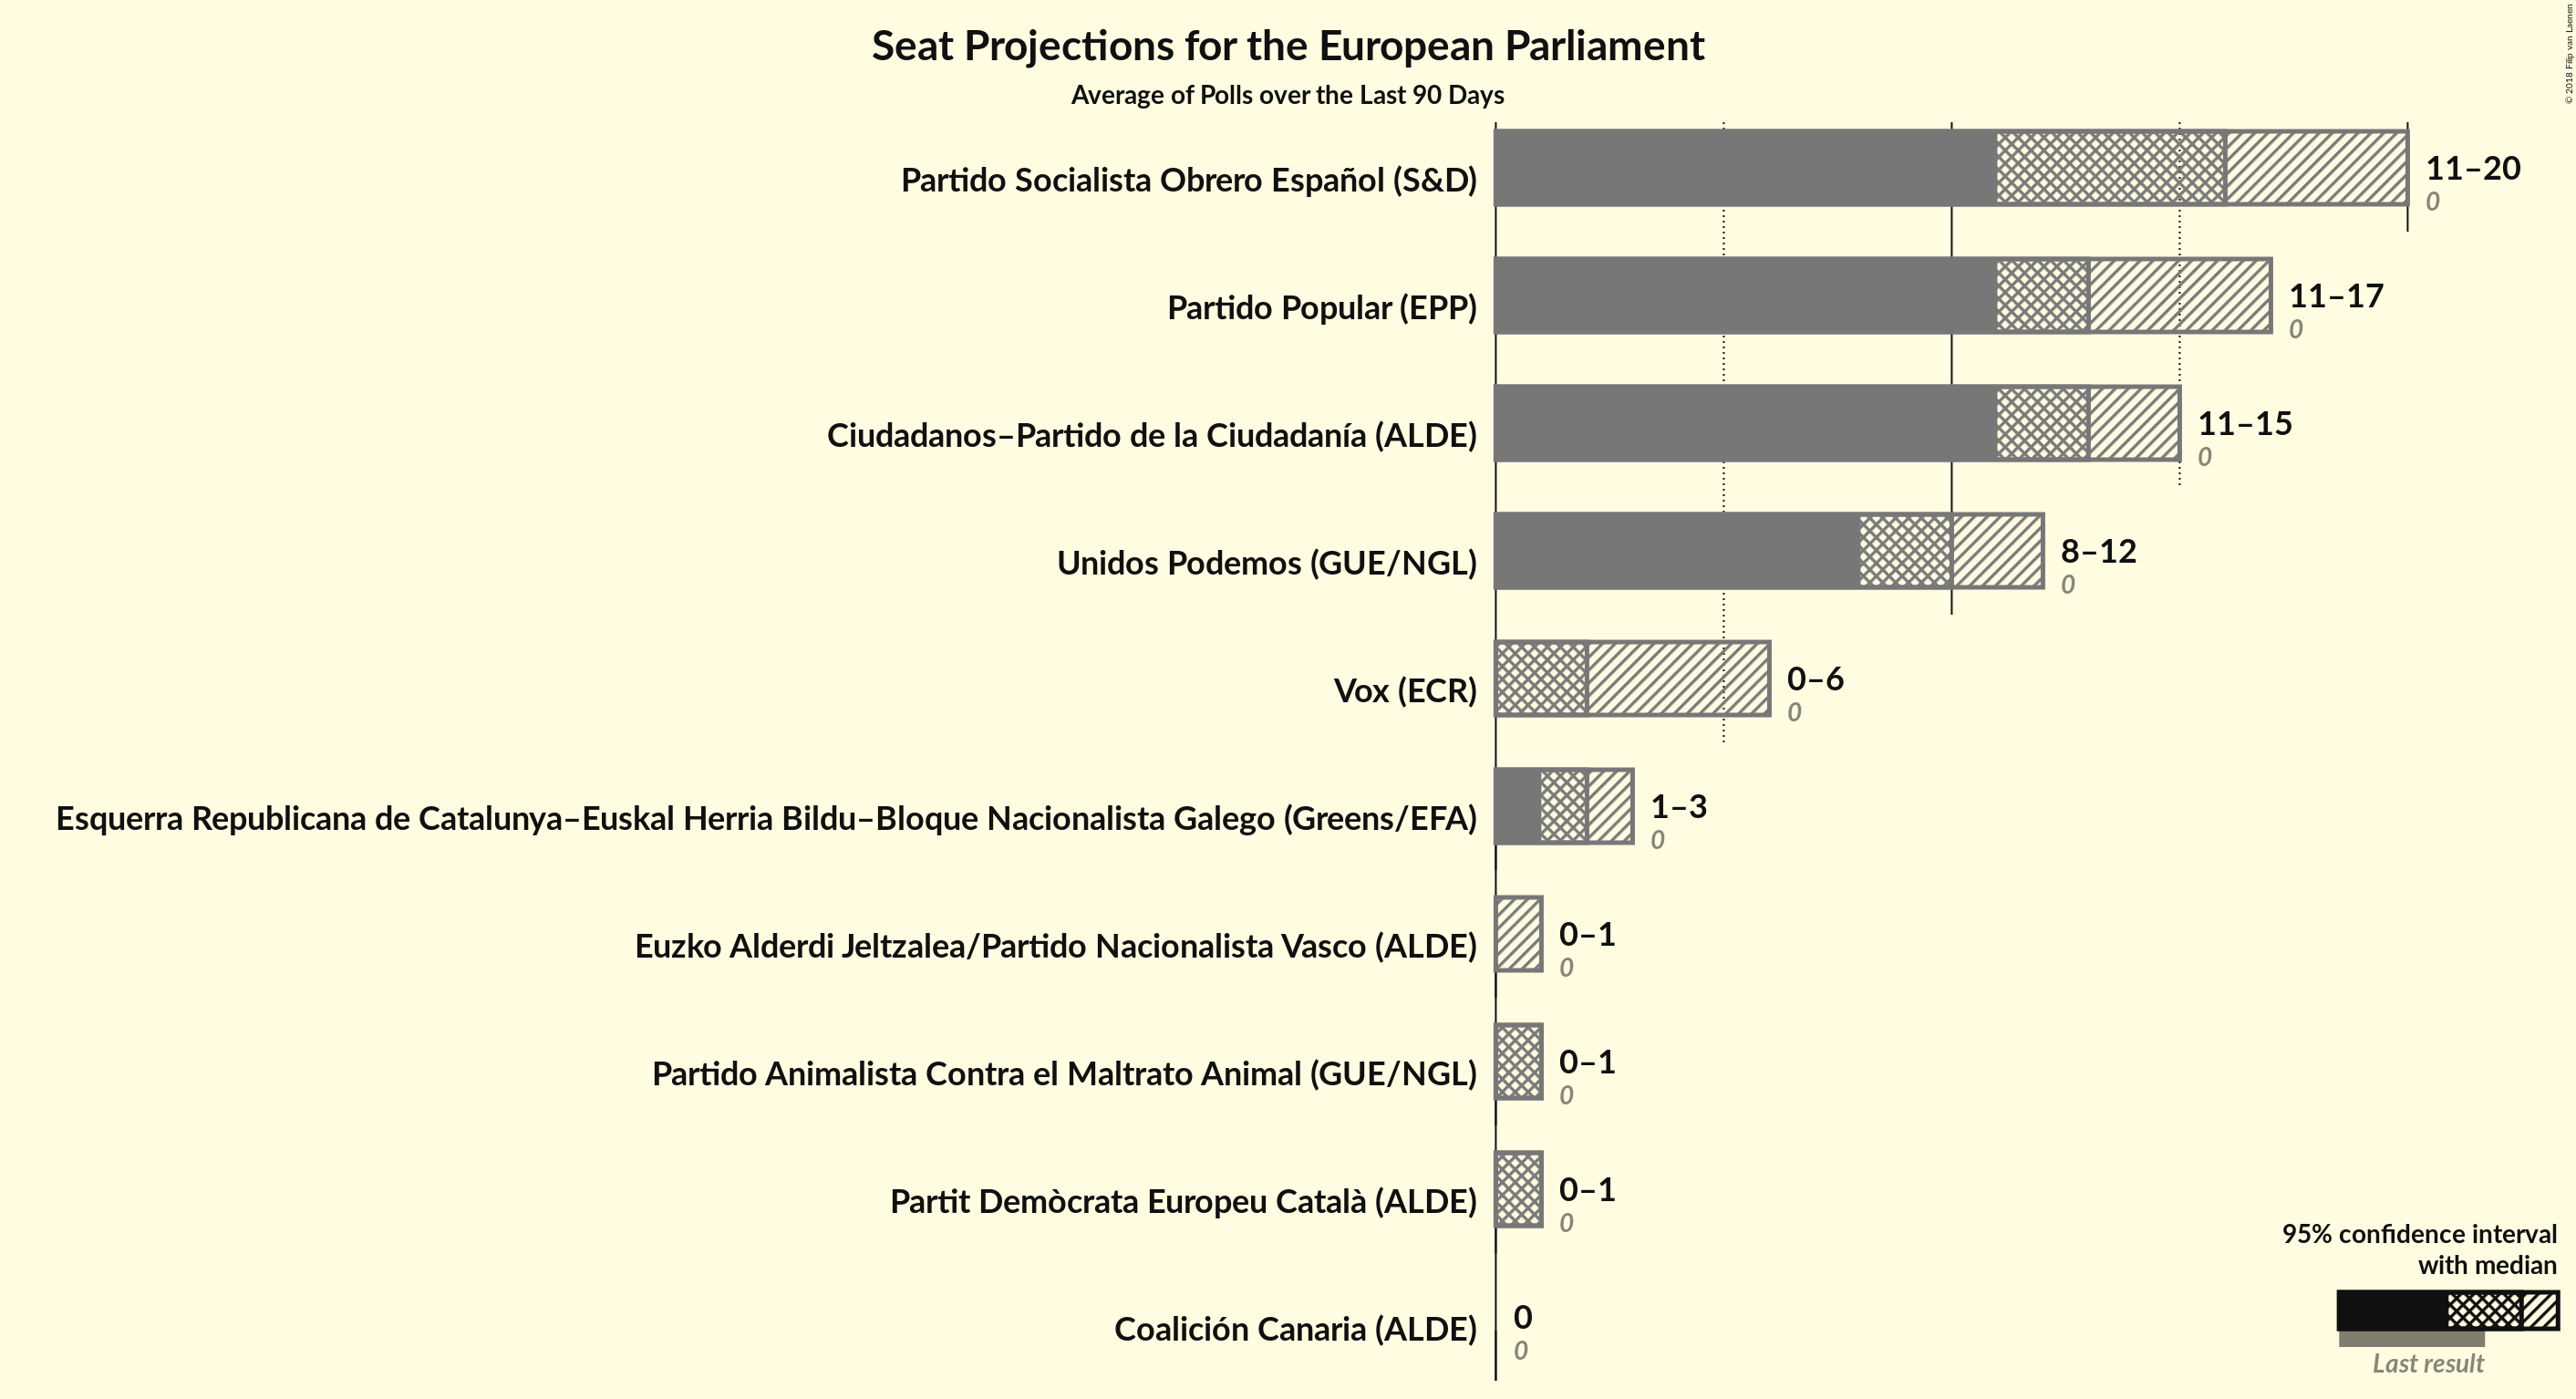 Seat Projections for the European Parliament
Average of Polls over the Last 90 Days
© 2018 Filip van Laenen
Partido Socialista Obrero Español (S&D)
11–20
0
Partido Popular (EPP)
11–17
0
Ciudadanos–Partido de la Ciudadanía (ALDE)
11–15
0
Unidos Podemos (GUE/NGL)
8–12
0
Vox (ECR)
0–6
0
Esquerra Republicana de Catalunya–Euskal Herria Bildu–Bloque Nacionalista Galego (Greens/EFA)
1–3
0
Euzko Alderdi Jeltzalea/Partido Nacionalista Vasco (ALDE)
0–1
0
Partido Animalista Contra el Maltrato Animal (GUE/NGL)
0–1
0
Partit Demòcrata Europeu Català (ALDE)
0–1
0
Coalición Canaria (ALDE)
0
0
95% confidence interval
with median
Last result